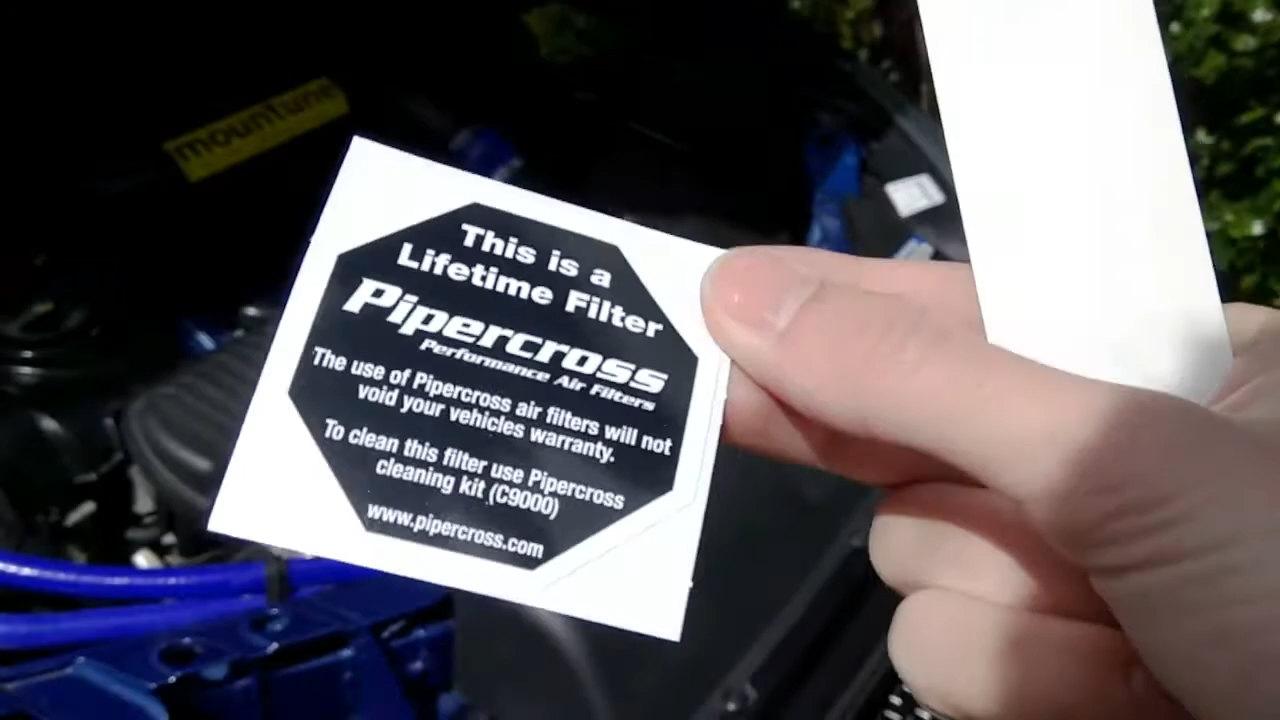 mountune
This is a
Lifetime Filter
Pipercross
Performance Air Filters
The use of Pipercross air filters will not
void your vehicles warranty.
To clean this filter use Pipercross
cleaning kit (C9000)
www.pipercross.com